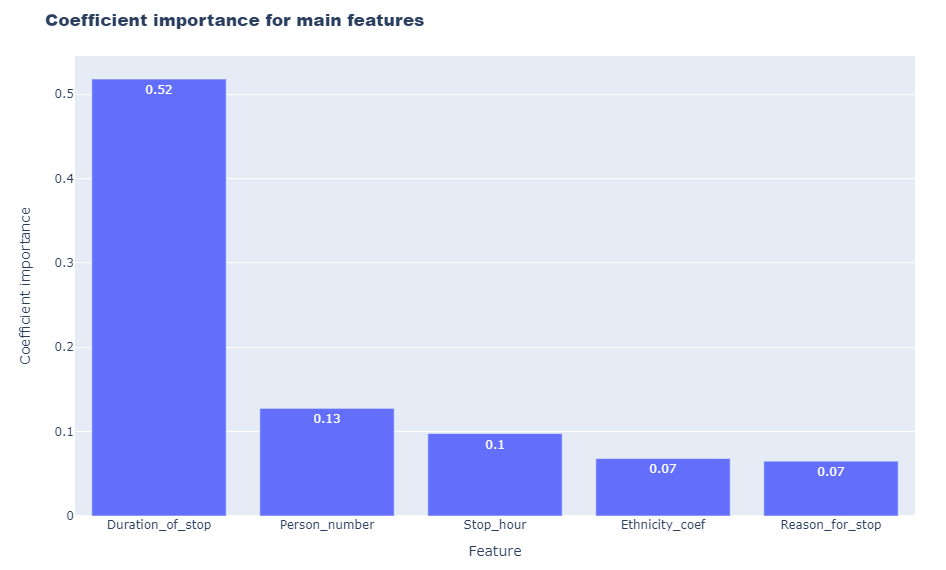 Coefficient importance for main features
Coefficient importance
0.5
0.4
0.3
0.2
0.1
0
0.52
0.13
0.1
0.07
0.07
Duration_of_stop
Person_number
Stop_hour
Ethnicity_coef
Reason_for_stop
Feature